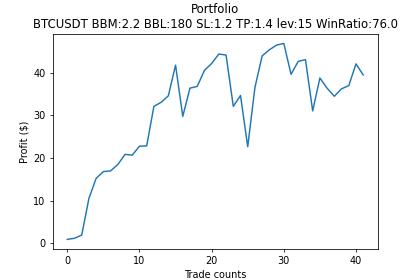 Portfolio
BTCUSDT BBM:2.2 BBL:180 SL:1.2 TP:1.4 lev:15 WinRatio:76.0
40
30
20
10
0
Profit ($)
0 10 20 30 40
Trade counts